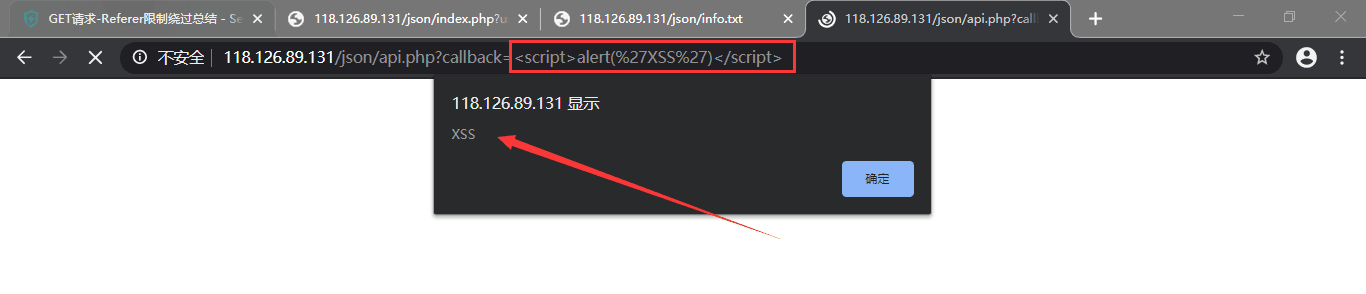 GET请求-Referer限制绕过总结 - Se
118.126.89.131/json/index.php?u
118.126.89.131/json/info.txt
118.126.89.131/json/api.php?call
不安全 | 118.126.89.131/json/api.php?callback=<script>alert(%27XSS%27)</script>
118.126.89.131 显示
XSS
确定